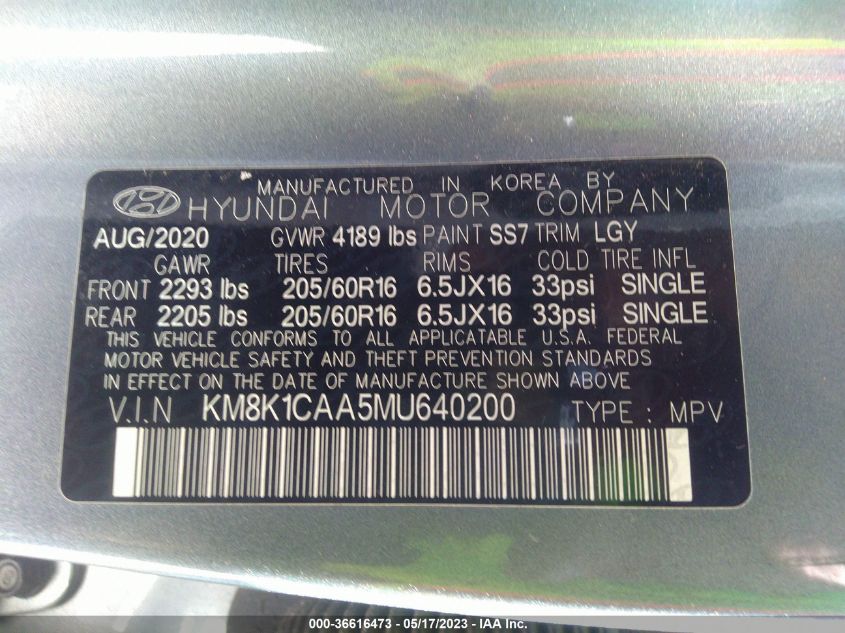 MANUFACTURED IN KOREA BY
HYUNDAI MOTOR COMPANY
AUG/2020 GVWR 4189 lbs PAINT SS7 TRIM LGY
GAWR TIRES RIMS COLD TIRE INFL
FRONT 2293 lbs 205/60R16 6.5JX16 33psi SINGLE
REAR 2205 lbs 205/60R16 6.5JX16 33psi SINGLE
THIS VEHICLE CONFORMS TO ALL APPLICATABLE U.S.A. FEDERAL
MOTOR VEHICLE SAFETY AND THEFT PREVENTION STANDARDS
IN EFFECT ON THE DATE OF MANUFACTURE SHOWN ABOVE
V.I.N KM8K1CAA5MU640200 TYPE : MPV
000-36616473 — 05/17/2023 — IAA Inc.